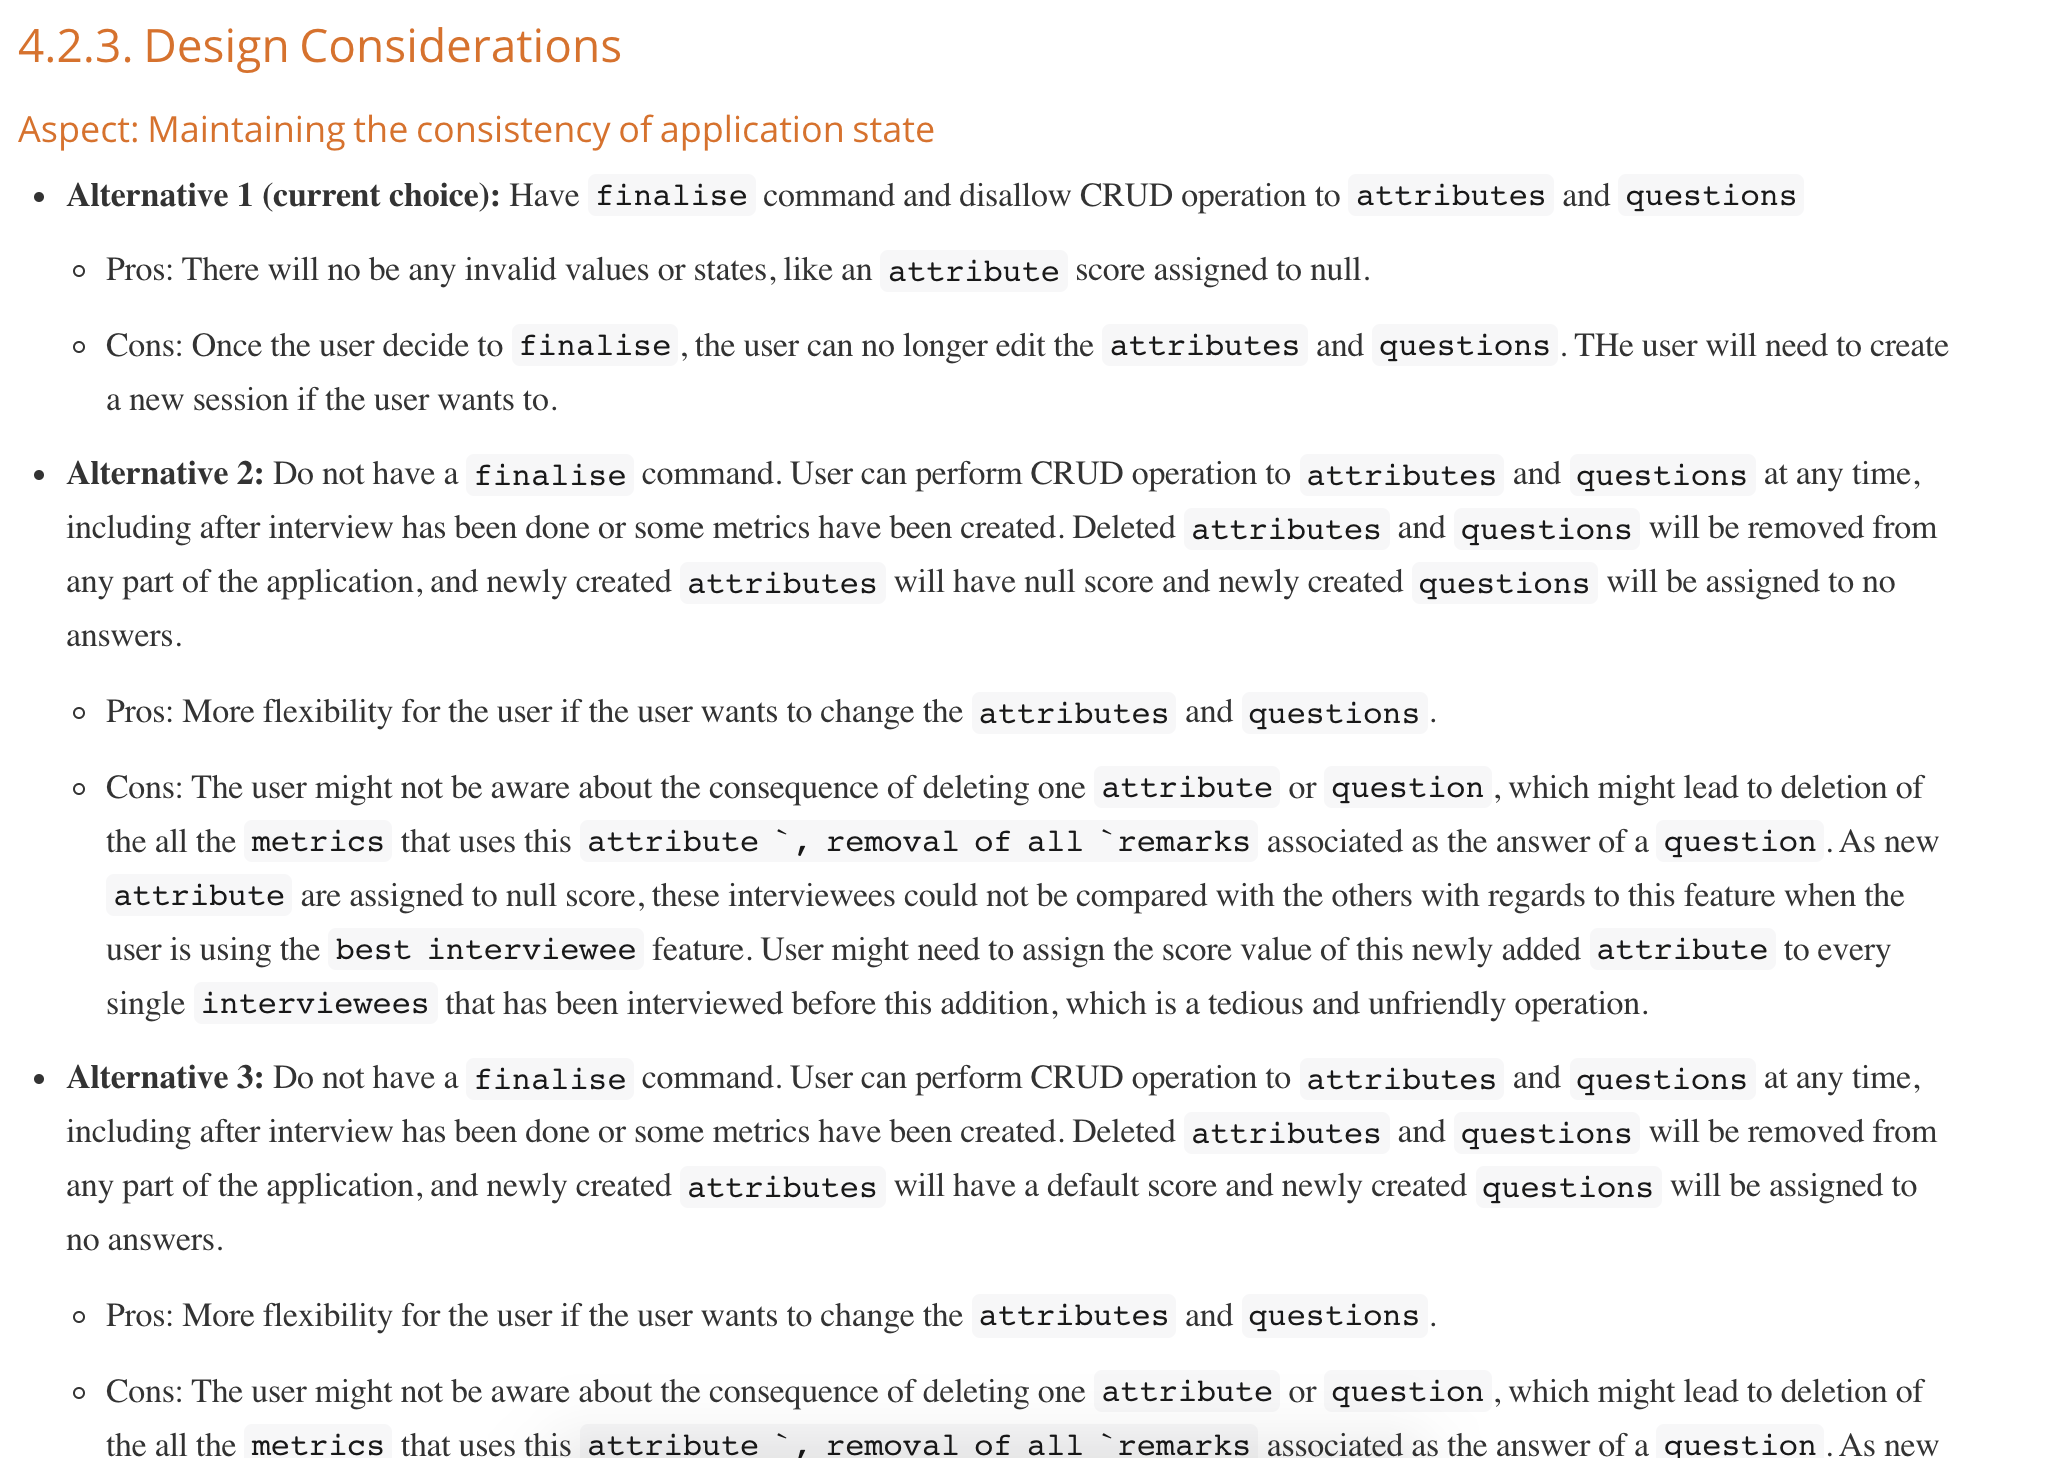 4.2.3. Design Considerations
Aspect: Maintaining the consistency of application state
• Alternative 1 (current choice): Have finalise command and disallow CRUD operation to attributes and questions
◦ Pros: There will no be any invalid values or states, like an attribute score assigned to null.
◦ Cons: Once the user decide to finalise, the user can no longer edit the attributes and questions. THe user will need to create
a new session if the user wants to.
• Alternative 2: Do not have a finalise command. User can perform CRUD operation to attributes and questions at any time,
including after interview has been done or some metrics have been created. Deleted attributes and questions will be removed from
any part of the application, and newly created attributes will have null score and newly created questions will be assigned to no
answers.
◦ Pros: More flexibility for the user if the user wants to change the attributes and questions.
◦ Cons: The user might not be aware about the consequence of deleting one attribute or question, which might lead to deletion of
the all the metrics that uses this attribute `, removal of all `remarks associated as the answer of a question. As new
attribute are assigned to null score, these interviewees could not be compared with the others with regards to this feature when the
user is using the best interviewee feature. User might need to assign the score value of this newly added attribute to every
single interviewees that has been interviewed before this addition, which is a tedious and unfriendly operation.
• Alternative 3: Do not have a finalise command. User can perform CRUD operation to attributes and questions at any time,
including after interview has been done or some metrics have been created. Deleted attributes and questions will be removed from
any part of the application, and newly created attributes will have a default score and newly created questions will be assigned to
no answers.
◦ Pros: More flexibility for the user if the user wants to change the attributes and questions.
◦ Cons: The user might not be aware about the consequence of deleting one attribute or question, which might lead to deletion of
the all the metrics that uses this attribute `, removal of all `remarks associated as the answer of a question. As new